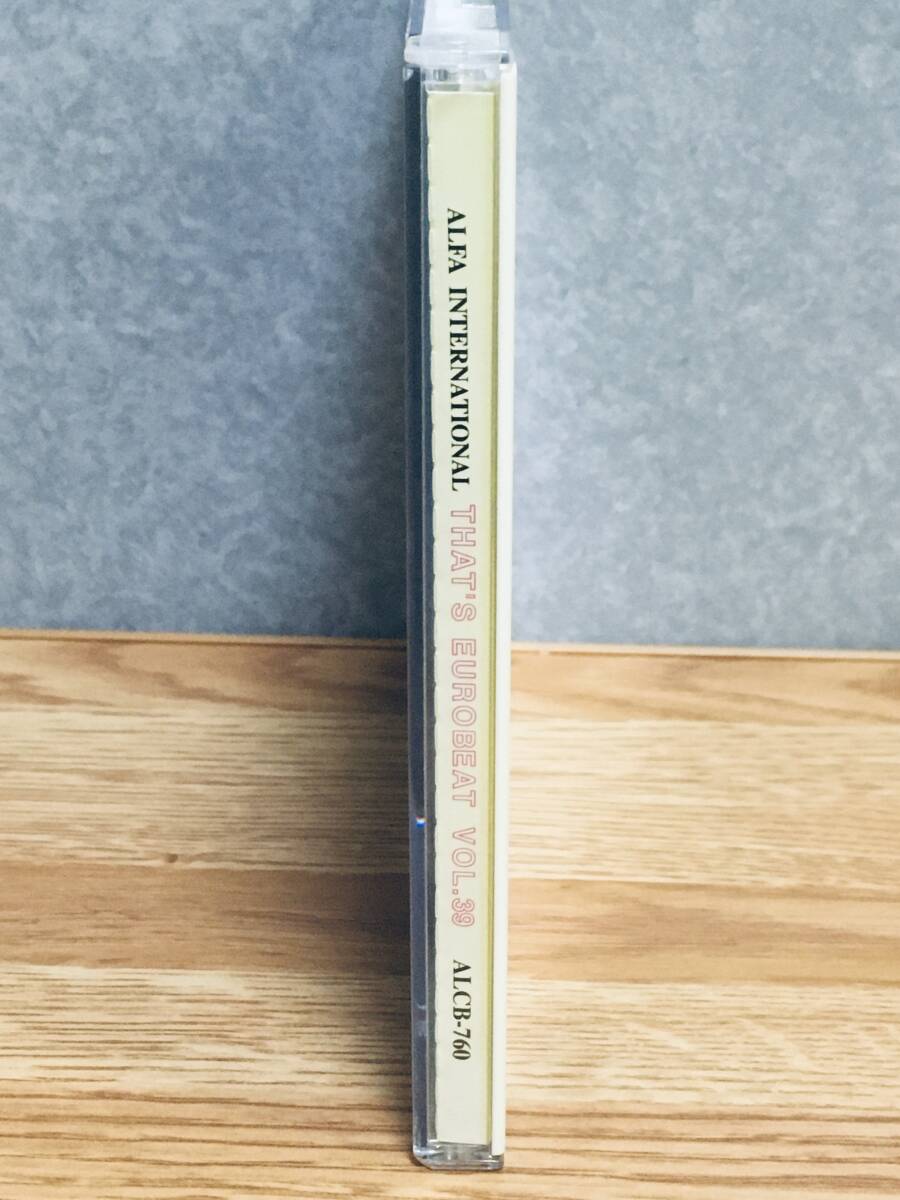 ALFA INTERNATIONAL THAT'S EUROBEAT VOL.39 ALCB-760